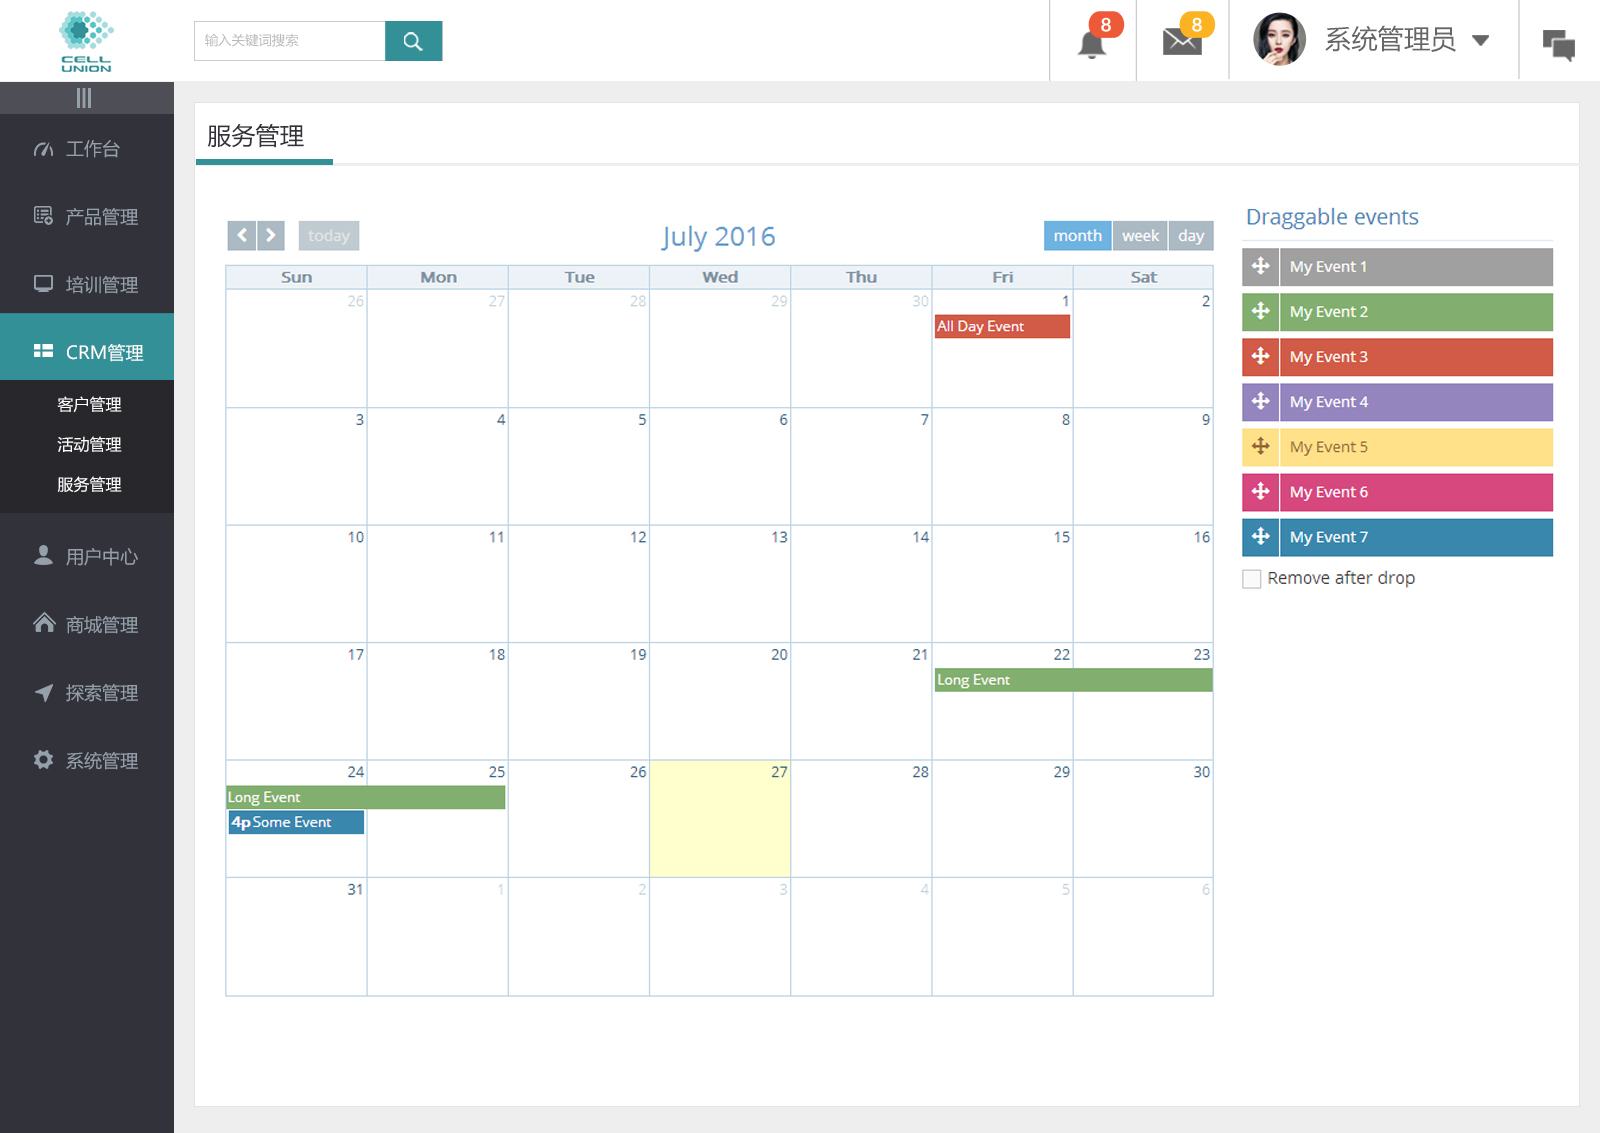 CELL
UNION
输入关键词搜索
8
8
系统管理员
工作台
产品管理
培训管理
CRM管理
客户管理
活动管理
服务管理
用户中心
商城管理
探索管理
系统管理
服务管理
today
July 2016
month week day
Sun Mon Tue Wed Thu Fri Sat
26 27 28 29 30 1 2
All Day Event
3 4 5 6 7 8 9
10 11 12 13 14 15 16
17 18 19 20 21 22 23
Long Event
24 25 26 27 28 29 30
Long Event
4p Some Event
31 1 2 3 4 5 6
Draggable events
My Event 1
My Event 2
My Event 3
My Event 4
My Event 5
My Event 6
My Event 7
Remove after drop